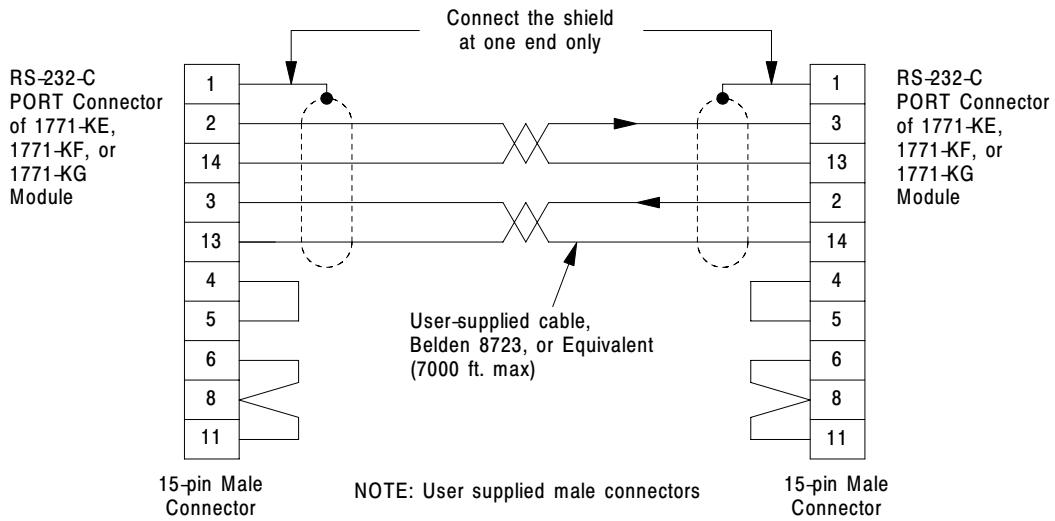 Connect the shield
at one end only
RS-232-C
PORT Connector
of 1771-KE,
1771-KF, or
1771-KG
Module
1
2
14
3
13
4
5
6
8
11
15-pin Male
Connector
User-supplied cable,
Belden 8723, or Equivalent
(7000 ft. max)
NOTE: User supplied male connectors
1
3
13
2
14
4
5
6
8
11
15-pin Male
Connector
RS-232-C
PORT Connector
of 1771-KE,
1771-KF, or
1771-KG
Module